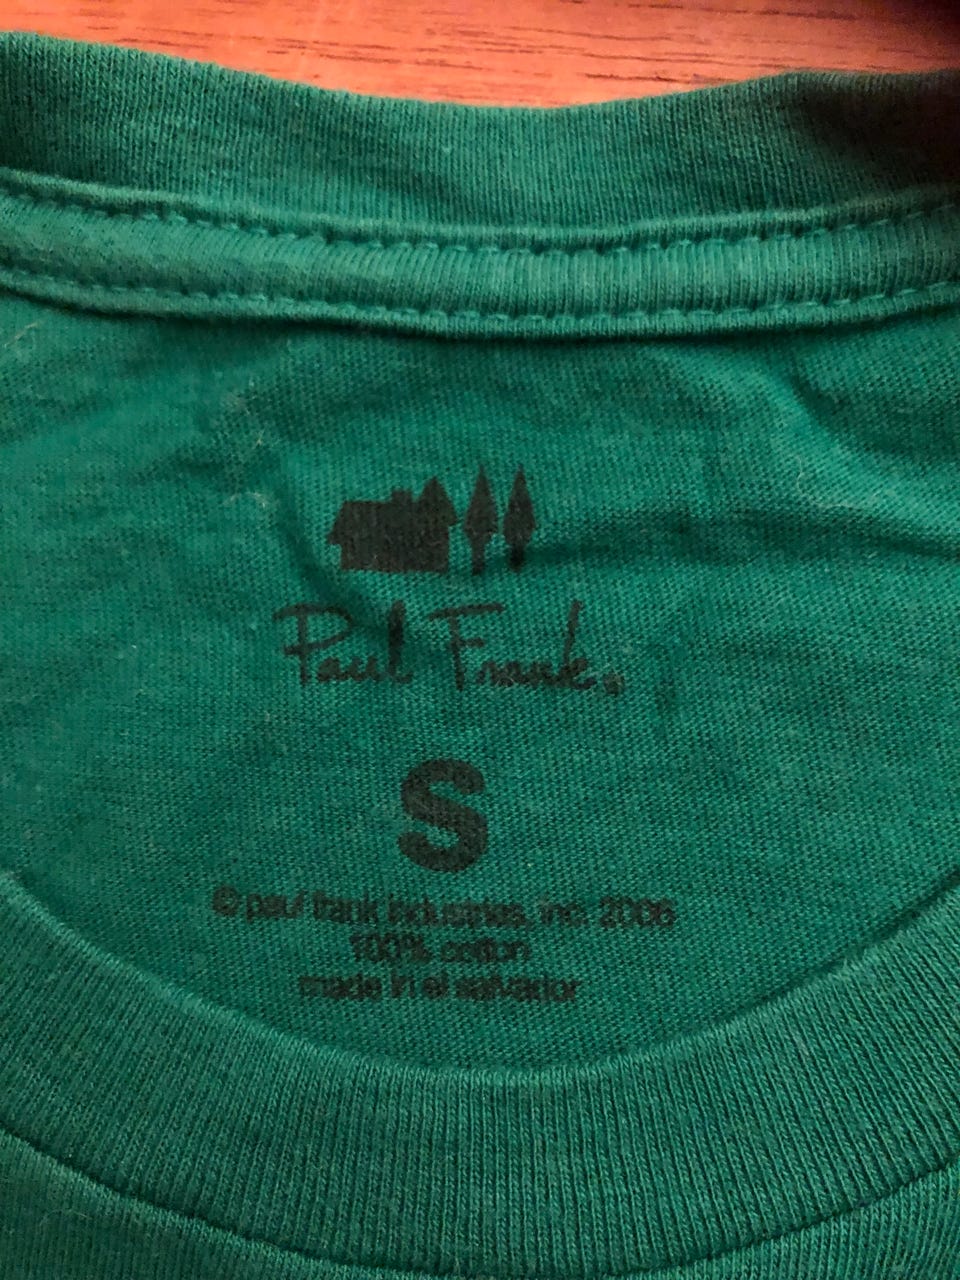 Paul Frank®
S
© paul frank industries, inc. 2006
100% cotton
made in el salvador